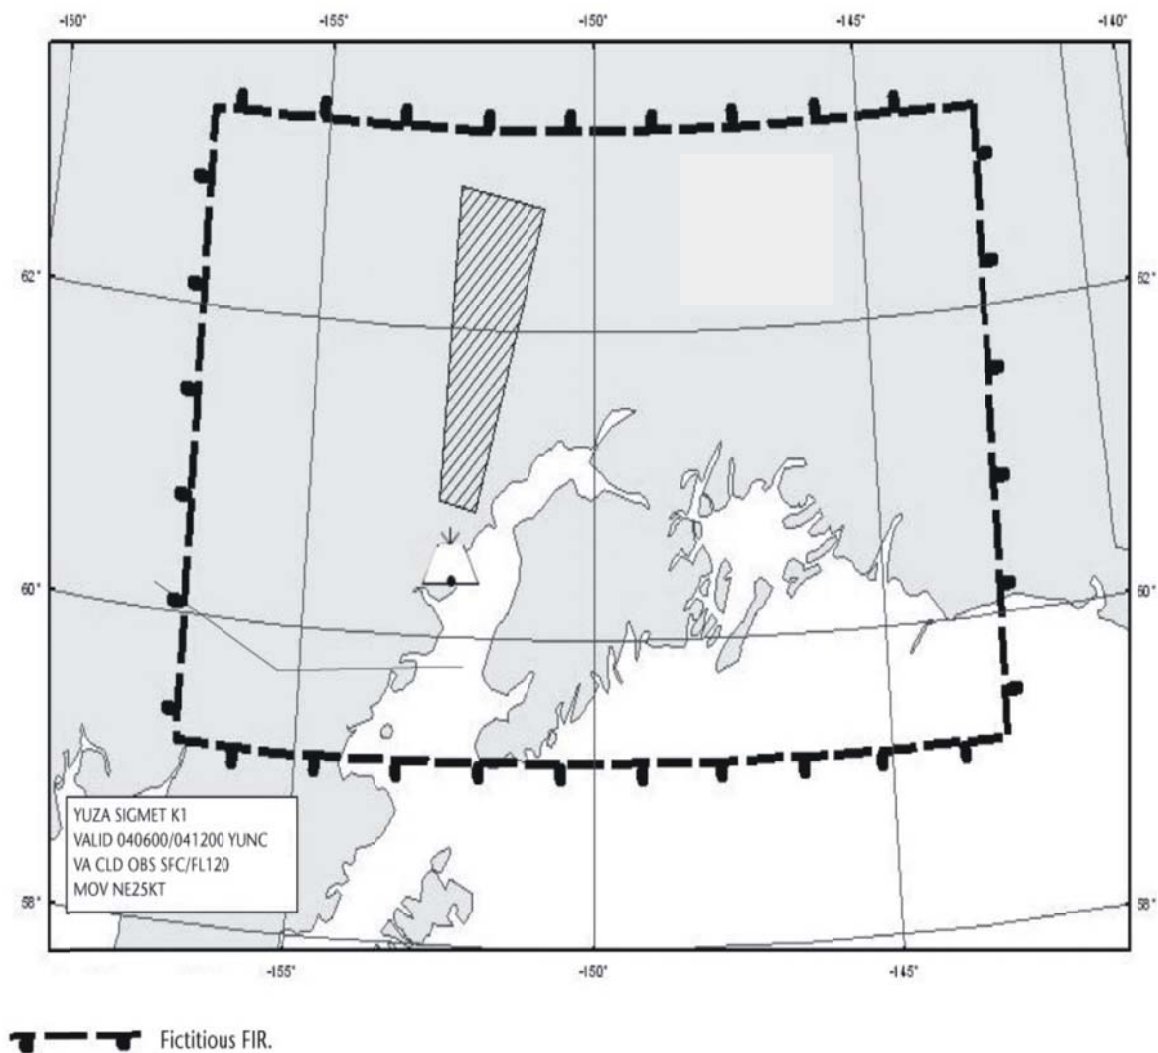 -150° -155° -150° -145° -140°
62° 62°
60° 60°
58° 58°
YUZA SIGMET K1
VALID 040600/041200 YUNC
VA CLD OBS SFC/FL120
MOV NE25KT
-155° -150° -145°
Fictitious FIR.